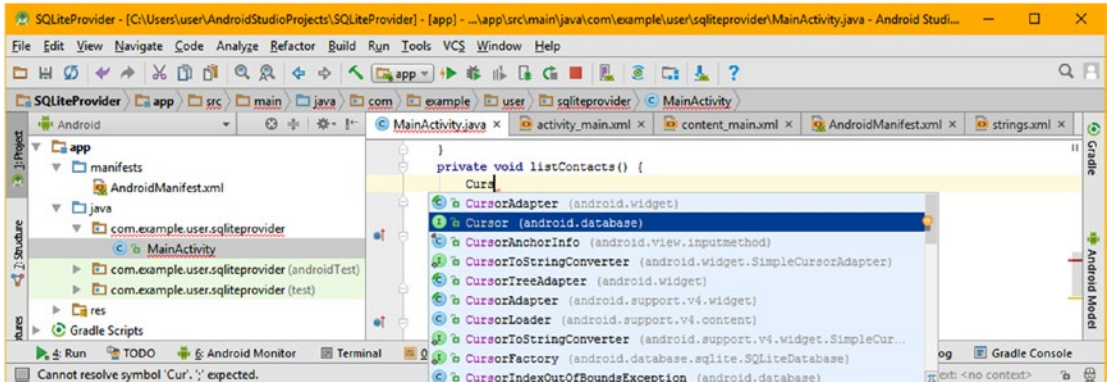 SQLiteProvider - [C:\Users\user\AndroidStudioProjects\SQLiteProvider] - [app] - ...\app\src\main\java\com\example\user\sqliteprovider\MainActivity.java - Android Studi...
File Edit View Navigate Code Analyze Refactor Build Run Tools VCS Window Help
app
SQLiteProvider app src main java com example user sqliteprovider MainActivity
Android
MainActivity.java activity_main.xml content_main.xml AndroidManifest.xml strings.xml
1: Project
Z: Structure
app
manifests
AndroidManifest.xml
java
com.example.user.sqliteprovider
MainActivity
com.example.user.sqliteprovider (androidTest)
com.example.user.sqliteprovider (test)
res
Gradle Scripts
}
private void listContacts() {
Curs
CursorAdapter (android.widget)
Cursor (android.database)
CursorAnchorInfo (android.view.inputmethod)
CursorToStringConverter (android.widget.SimpleCursorAdapter)
CursorTreeAdapter (android.widget)
CursorAdapter (android.support.v4.widget)
CursorLoader (android.support.v4.content)
CursorToStringConverter (android.support.v4.widget.SimpleCur...
CursorFactory (android.database.sqlite.SQLiteDatabase)
CursorIndexOutOfBoundsException (android.database)
Gradle
Android Model
4: Run TODO 6: Android Monitor Terminal 0 og Gradle Console
Cannot resolve symbol 'Cur'. ';' expected. ext: <no context>